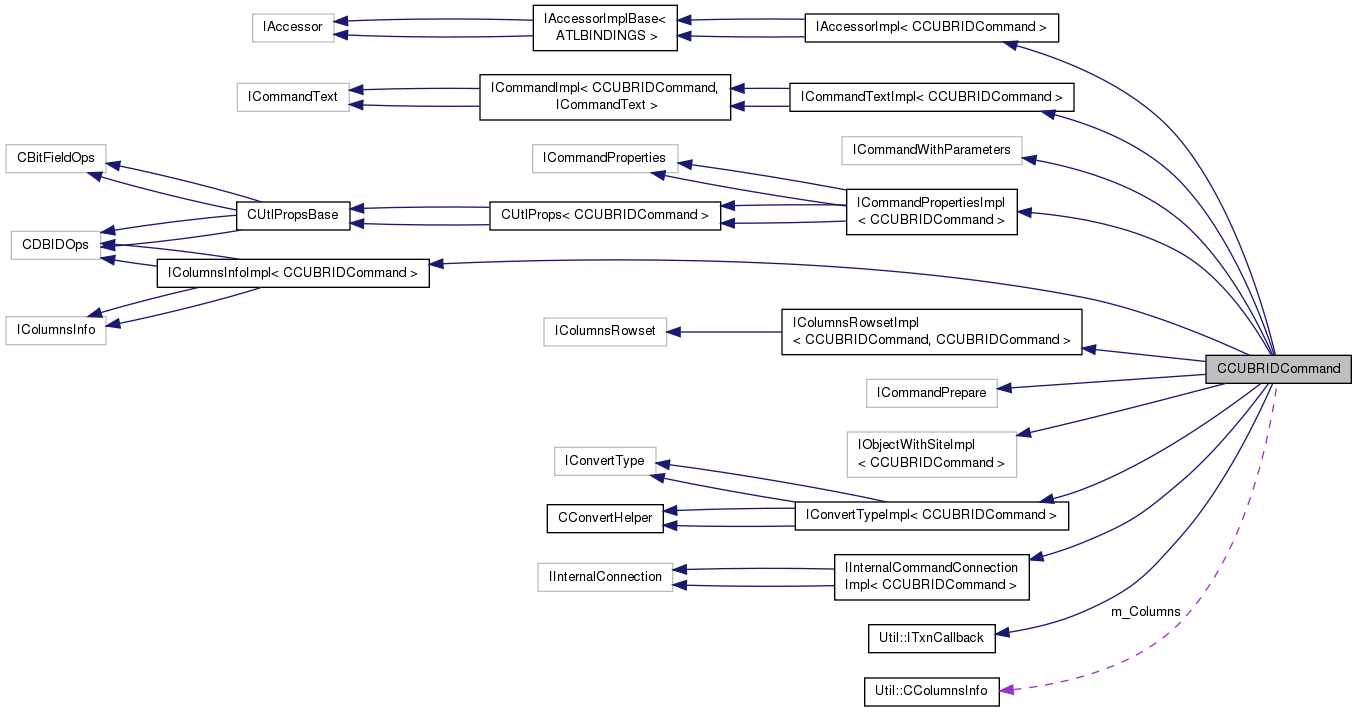 IAccessor
IAccessorImplBase<
ATLBINDINGS >
IAccessorImpl< CCUBRIDCommand >
ICommandText
ICommandImpl< CCUBRIDCommand,
ICommandText >
ICommandTextImpl< CCUBRIDCommand >
CBitFieldOps
ICommandProperties
ICommandWithParameters
CUtlPropsBase
CUtlProps< CCUBRIDCommand >
ICommandPropertiesImpl
< CCUBRIDCommand >
CDBIDOps
IColumnsInfoImpl< CCUBRIDCommand >
IColumnsInfo
IColumnsRowset
IColumnsRowsetImpl
< CCUBRIDCommand, CCUBRIDCommand >
CCUBRIDCommand
ICommandPrepare
IObjectWithSiteImpl
< CCUBRIDCommand >
IConvertType
CConvertHelper
IConvertTypeImpl< CCUBRIDCommand >
IInternalConnection
IInternalCommandConnection
Impl< CCUBRIDCommand >
m_Columns
Util::ITxnCallback
Util::CColumnsInfo